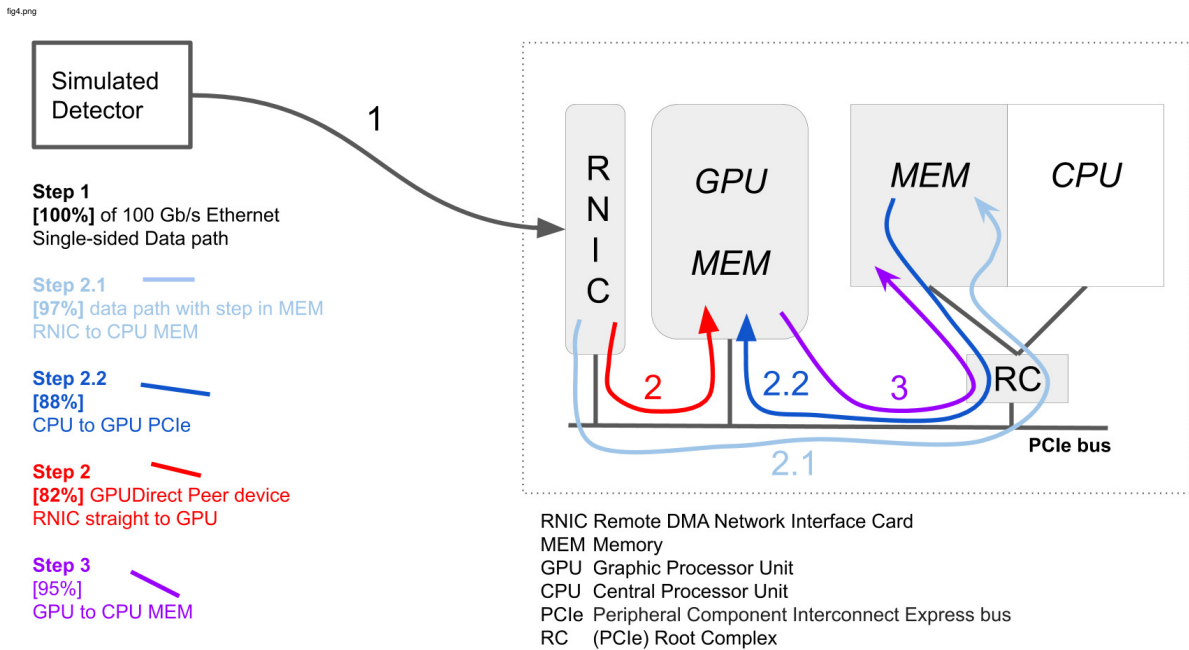 fig4.png
Simulated
Detector
1
Step 1
[100%] of 100 Gb/s Ethernet
Single-sided Data path
Step 2.1
[97%] data path with step in MEM
RNIC to CPU MEM
Step 2.2
[88%]
CPU to GPU PCIe
Step 2
[82%] GPUDirect Peer device
RNIC straight to GPU
Step 3
[95%]
GPU to CPU MEM
R
N
I
C
GPU
MEM
MEM
CPU
2
2.2
3
RC
2.1
PCIe bus
RNIC Remote DMA Network Interface Card
MEM Memory
GPU Graphic Processor Unit
CPU Central Processor Unit
PCIe Peripheral Component Interconnect Express bus
RC (PCIe) Root Complex